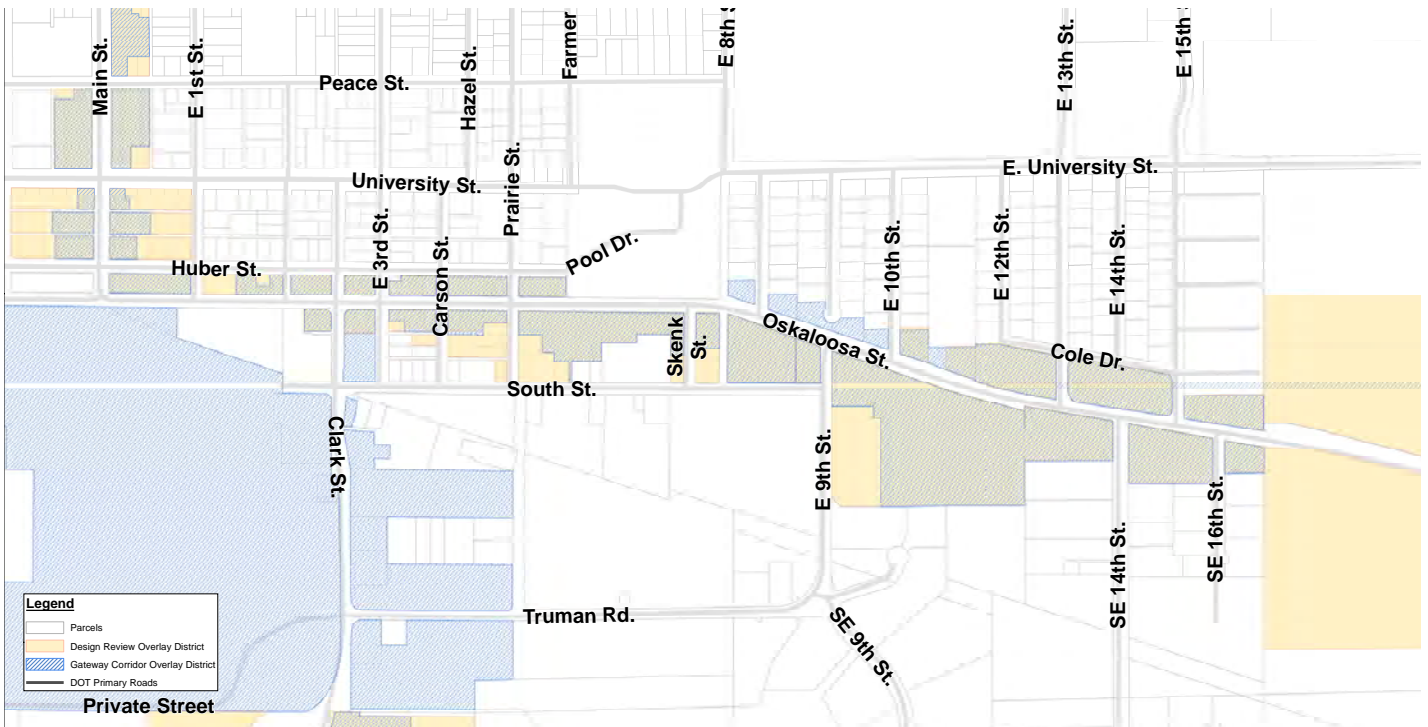 Main St.
E 1st St.
Peace St.
Hazel St.
Farmer
E 8th S
E 13th St.
E 15th S
University St.
Prairie St.
E. University St.
E 3rd St.
Carson St.
Pool Dr.
Huber St.
E 10th St.
E 12th St.
E 14th St.
Skenk
St.
Oskaloosa St.
Cole Dr.
South St.
Clark St.
E 9th St.
SE 14th St.
SE 16th St.
Truman Rd.
SE 9th St.
Legend
Parcels
Design Review Overlay District
Gateway Corridor Overlay District
DOT Primary Roads
Private Street